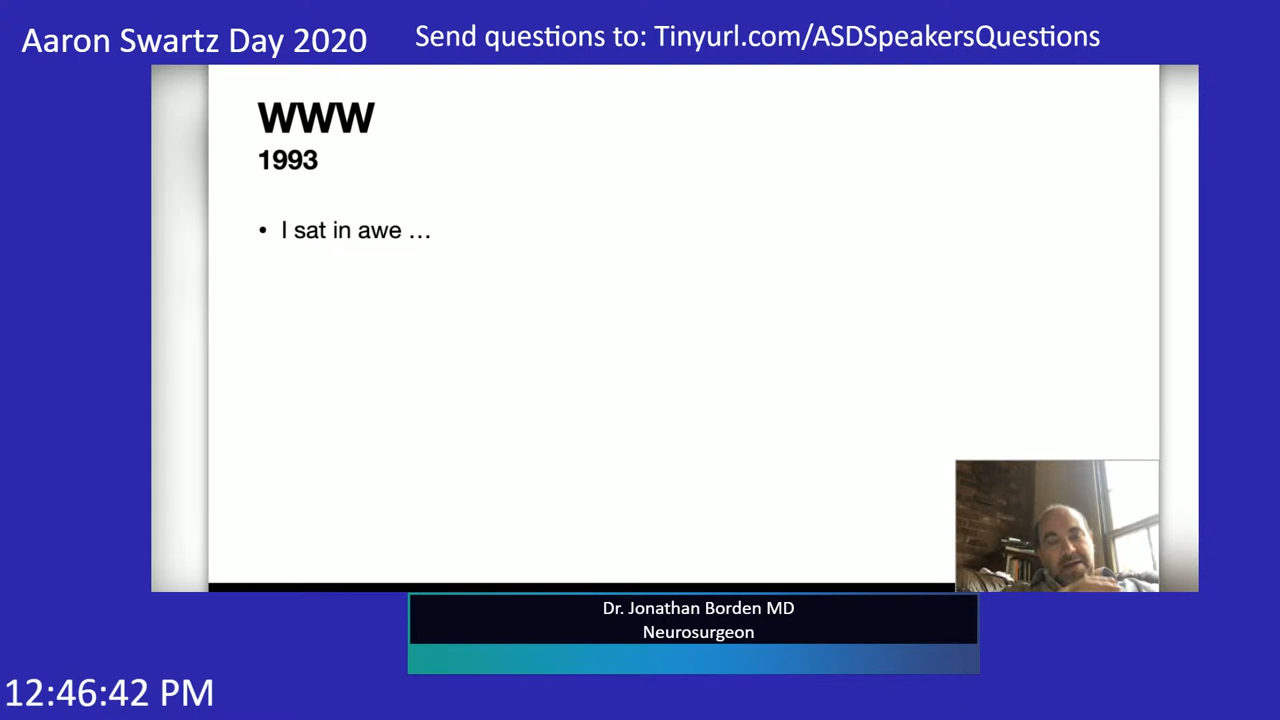 Aaron Swartz Day 2020
Send questions to: Tinyurl.com/ASDSpeakersQuestions
WWW
1993
• I sat in awe …
Dr. Jonathan Borden MD
Neurosurgeon
12:46:42 PM